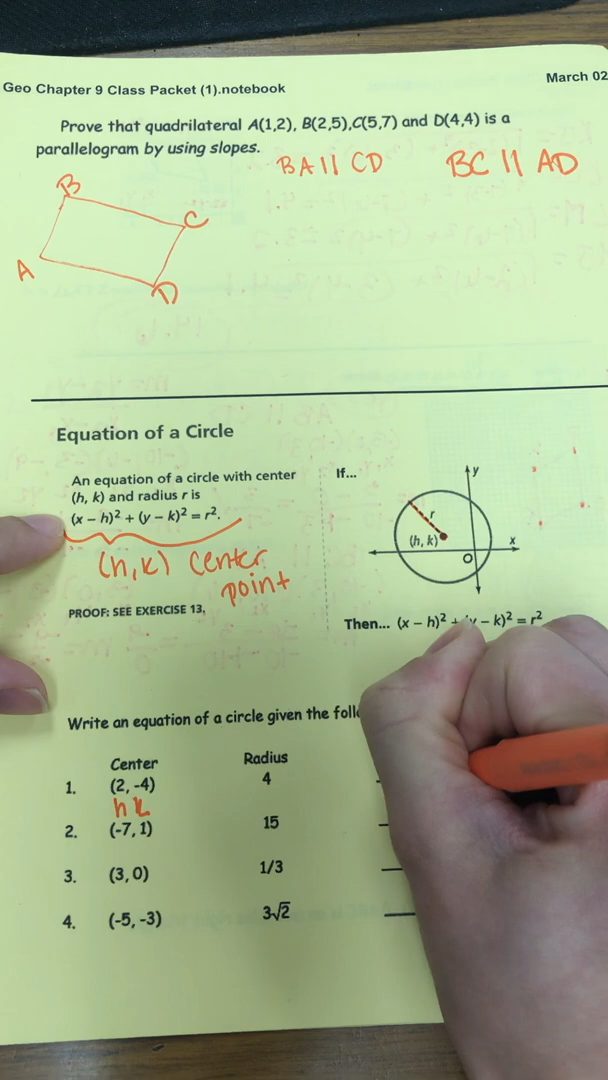 Geo Chapter 9 Class Packet (1).notebook
March 02
Prove that quadrilateral A(1,2), B(2,5),C(5,7) and D(4,4) is a
parallelogram by using slopes.
BA || CD BC || AD
B
C
A
D
Equation of a Circle
An equation of a circle with center
(h, k) and radius r is
(x – h)² + (y – k)² = r².
(h,k) center
point
PROOF: SEE EXERCISE 13.
If...
y
r
(h, k)
x
O
Then... (x – h)² + (y – k)² = r²
Write an equation of a circle given the
Center Radius
1. (2, -4) 4
h k
2. (-7, 1) 15
3. (3, 0) 1/3
4. (-5, -3) 3√2